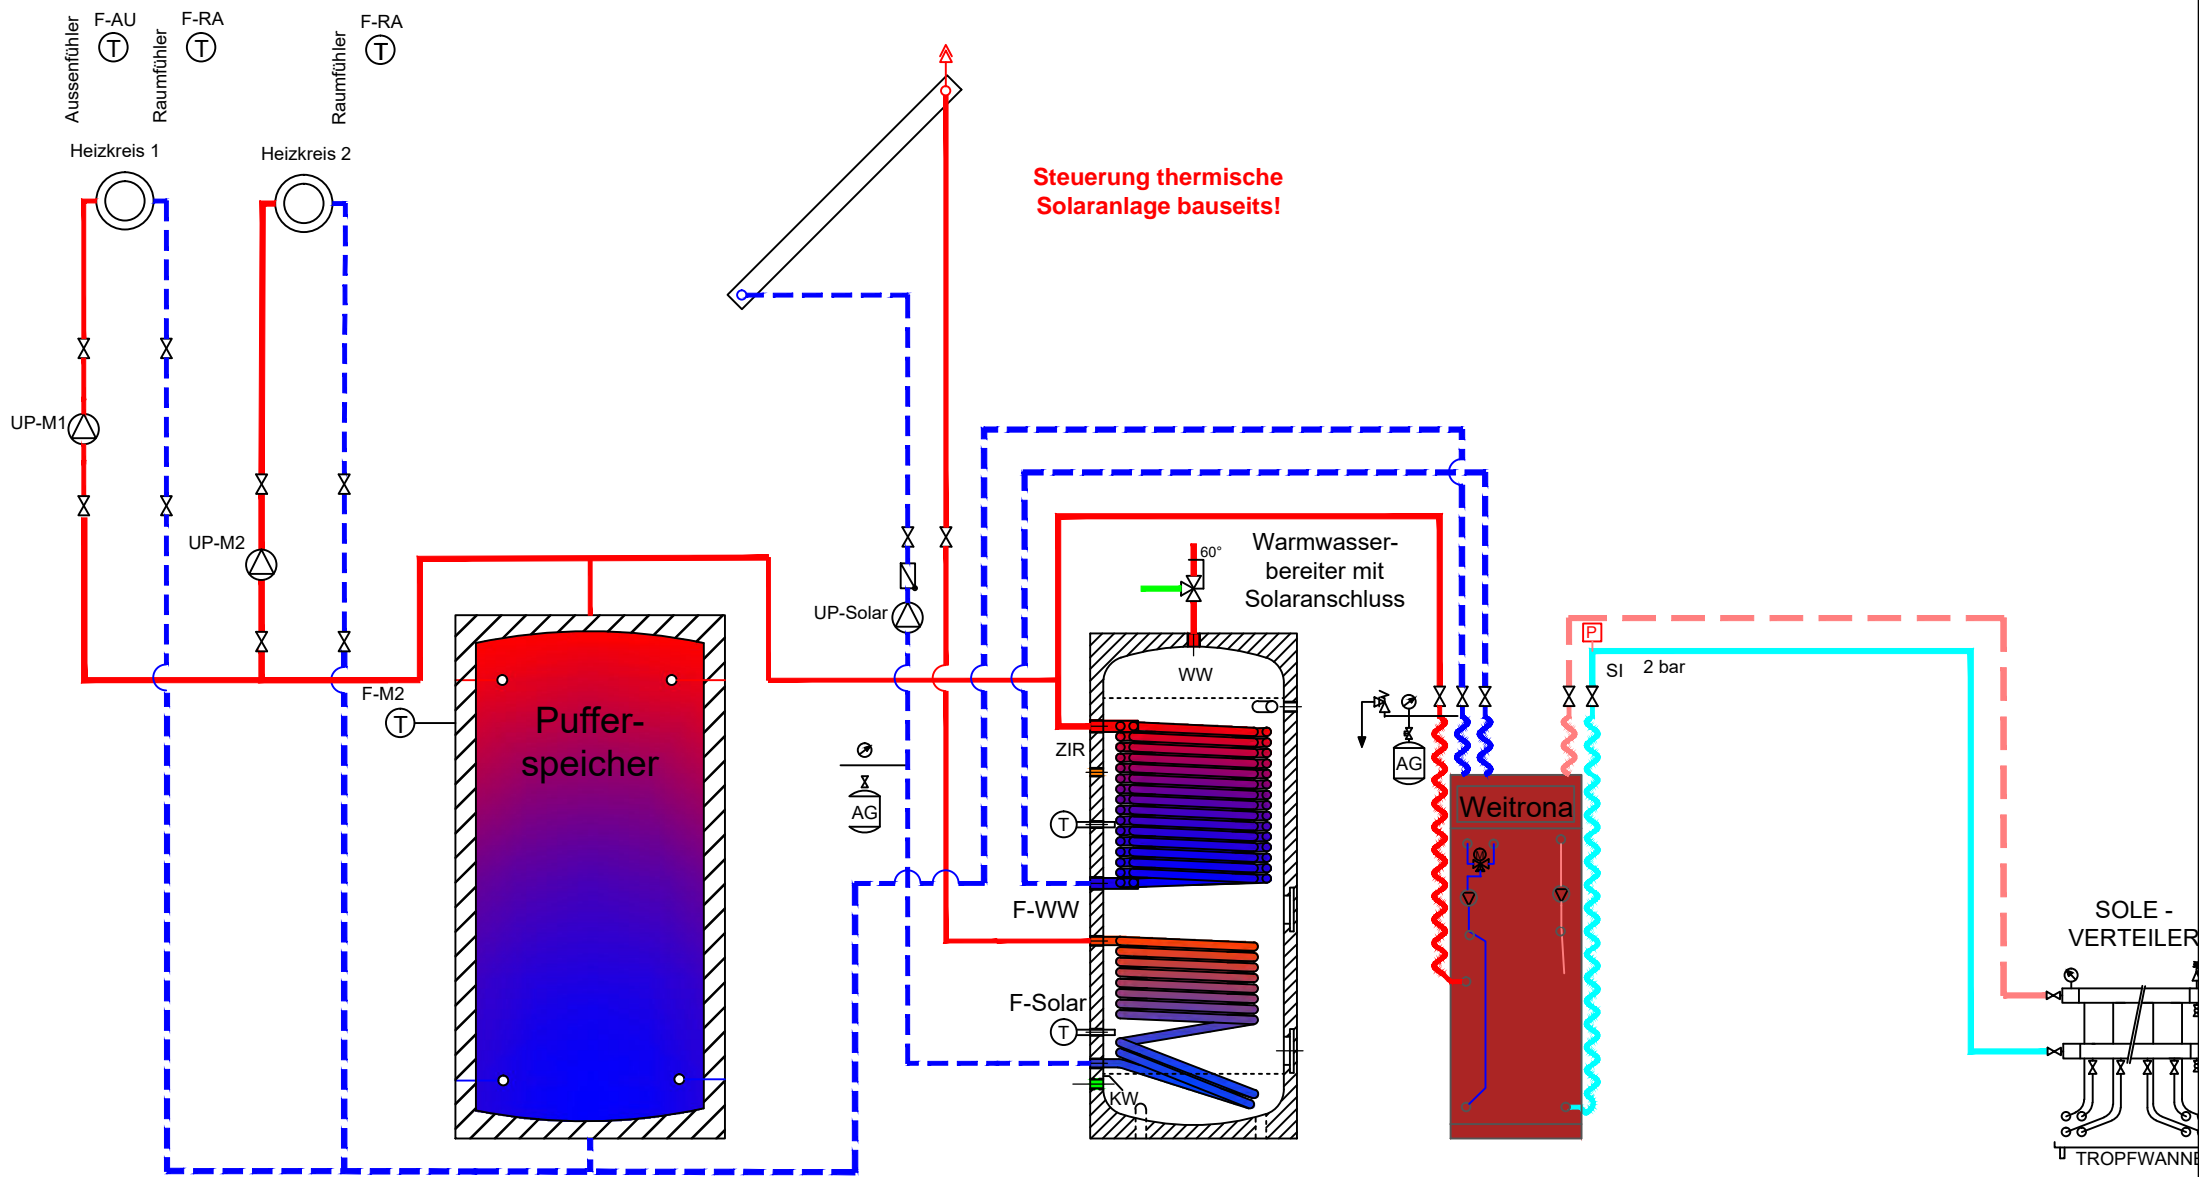 F-AU
F-RA
F-RA
Aussenfühler
T
Raumfühler
T
Raumfühler
T
Heizkreis 1
Heizkreis 2
Steuerung thermische
Solaranlage bauseits!
UP-M1
UP-M2
UP-Solar
60°
Warmwasser-
bereiter mit
Solaranschluss
P
SI 2 bar
WW
F-M2
T
Puffer-
speicher
ZIR
AG
AG
T
Weitrona
M
F-WW
SOLE -
VERTEILER
F-Solar
T
KW
TROPFWANNE